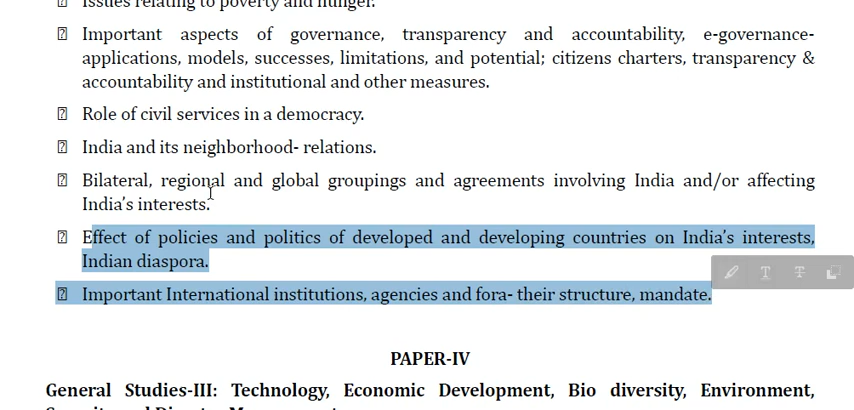 Issues relating to poverty and hunger.
Important aspects of governance, transparency and accountability, e-governance-
applications, models, successes, limitations, and potential; citizens charters, transparency &
accountability and institutional and other measures.
Role of civil services in a democracy.
India and its neighborhood- relations.
Bilateral, regional and global groupings and agreements involving India and/or affecting
India’s interests.
Effect of policies and politics of developed and developing countries on India’s interests,
Indian diaspora.
Important International institutions, agencies and fora- their structure, mandate.
PAPER-IV
General Studies-III: Technology, Economic Development, Bio diversity, Environment,